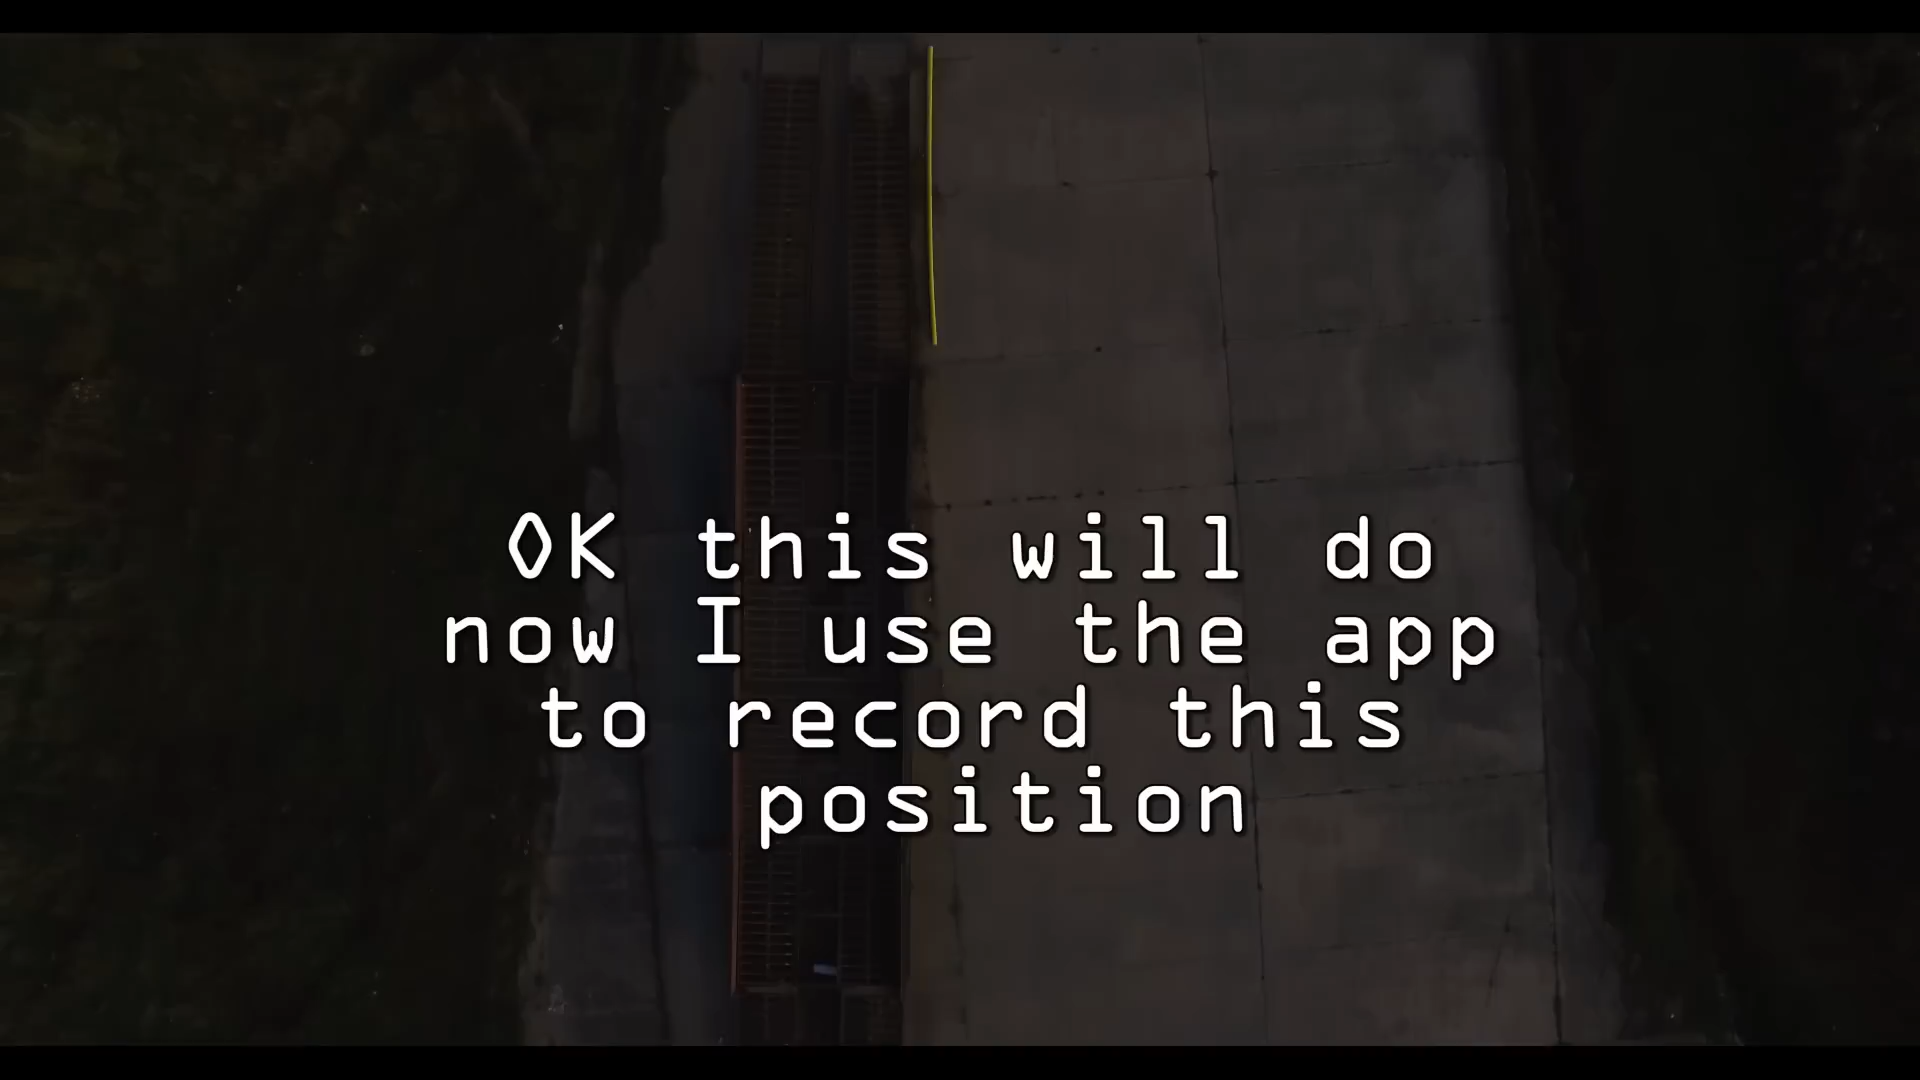 OK this will do
now I use the app
to record this
position